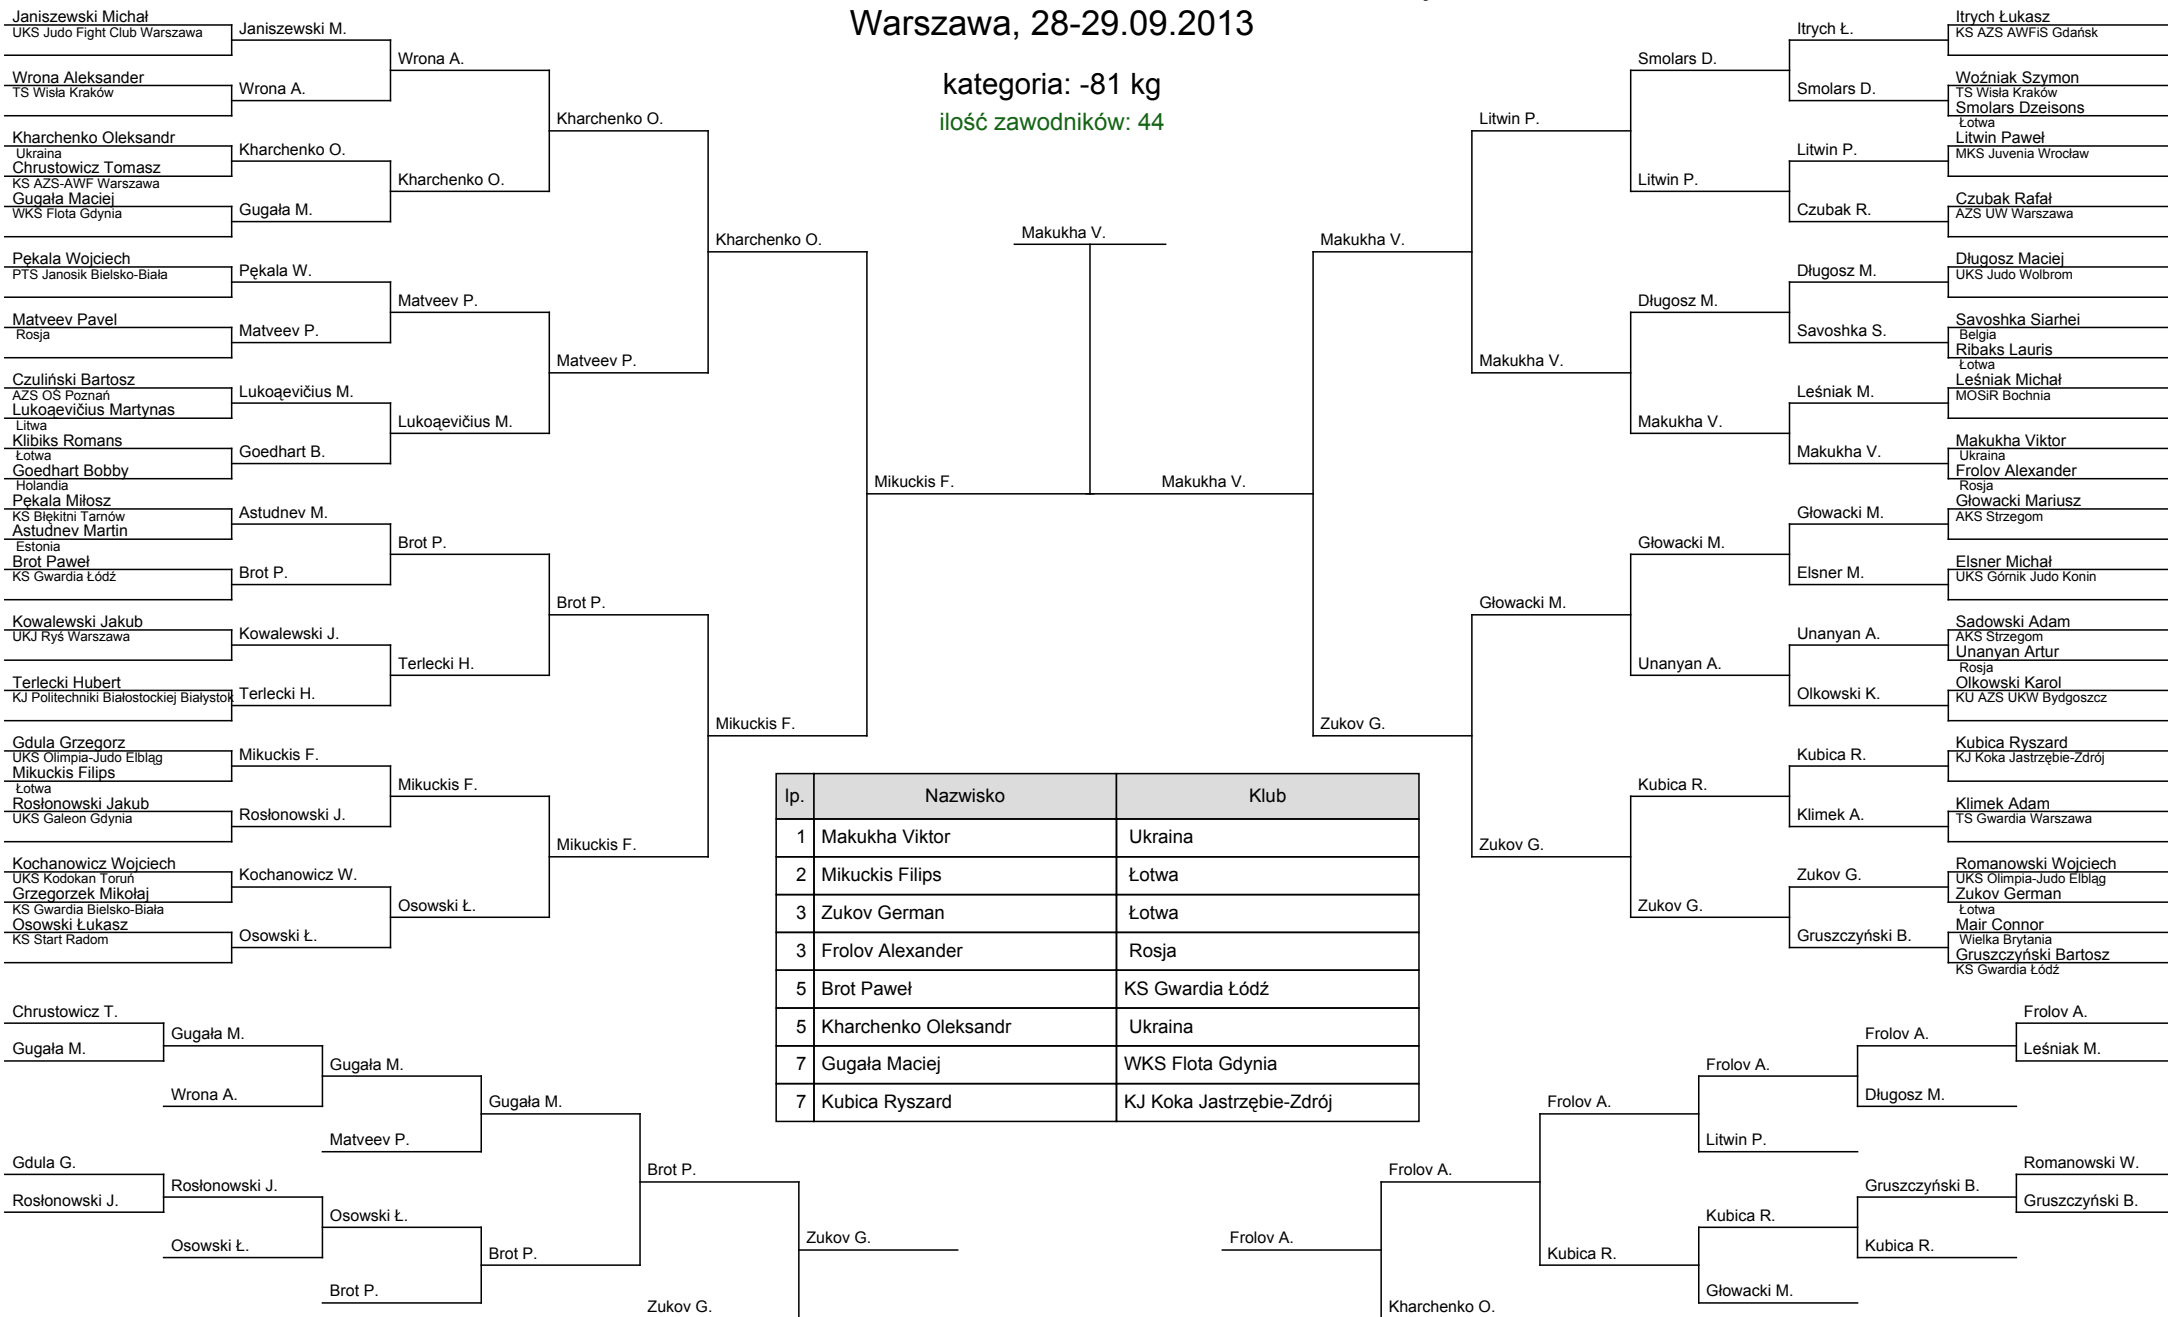 Warszawa, 28-29.09.2013
kategoria: -81 kg
ilość zawodników: 44
Janiszewski Michał
UKS Judo Fight Club Warszawa
Wrona Aleksander
TS Wisła Kraków
Kharchenko Oleksandr
Ukraina
Chrustowicz Tomasz
KS AZS-AWF Warszawa
Gugała Maciej
WKS Flota Gdynia
Pękala Wojciech
PTS Janosik Bielsko-Biała
Matveev Pavel
Rosja
Czuliński Bartosz
AZS OŚ Poznań
Lukoąevičius Martynas
Litwa
Klibiks Romans
Łotwa
Goedhart Bobby
Holandia
Pękala Miłosz
KS Błękitni Tarnów
Astudnev Martin
Estonia
Brot Paweł
KS Gwardia Łódź
Kowalewski Jakub
UKJ Ryś Warszawa
Terlecki Hubert
KJ Politechniki Białostockiej Białystok
Gdula Grzegorz
UKS Olimpia-Judo Elbląg
Mikuckis Filips
Łotwa
Rosłonowski Jakub
UKS Galeon Gdynia
Kochanowicz Wojciech
UKS Kodokan Toruń
Grzegorzek Mikołaj
KS Gwardia Bielsko-Biała
Osowski Łukasz
KS Start Radom
Janiszewski M.
Wrona A.
Kharchenko O.
Gugała M.
Pękala W.
Matveev P.
Lukoąevičius M.
Goedhart B.
Astudnev M.
Brot P.
Kowalewski J.
Terlecki H.
Mikuckis F.
Rosłonowski J.
Kochanowicz W.
Osowski Ł.
Wrona A.
Kharchenko O.
Matveev P.
Lukoąevičius M.
Brot P.
Terlecki H.
Mikuckis F.
Osowski Ł.
Kharchenko O.
Matveev P.
Brot P.
Mikuckis F.
Kharchenko O.
Mikuckis F.
Mikuckis F.
Makukha V.
Makukha V.
Makukha V.
Zukov G.
Litwin P.
Makukha V.
Głowacki M.
Zukov G.
Smolars D.
Litwin P.
Długosz M.
Makukha V.
Głowacki M.
Unanyan A.
Kubica R.
Zukov G.
Itrych Ł.
Smolars D.
Litwin P.
Czubak R.
Długosz M.
Savoshka S.
Leśniak M.
Makukha V.
Głowacki M.
Elsner M.
Unanyan A.
Olkowski K.
Kubica R.
Klimek A.
Zukov G.
Gruszczyński B.
Itrych Łukasz
KS AZS AWFiS Gdańsk
Woźniak Szymon
TS Wisła Kraków
Smolars Dzeisons
Łotwa
Litwin Paweł
MKS Juvenia Wrocław
Czubak Rafał
AZS UW Warszawa
Długosz Maciej
UKS Judo Wolbrom
Savoshka Siarhei
Belgia
Ribaks Lauris
Łotwa
Leśniak Michał
MOSiR Bochnia
Makukha Viktor
Ukraina
Frolov Alexander
Rosja
Głowacki Mariusz
AKS Strzegom
Elsner Michał
UKS Górnik Judo Konin
Sadowski Adam
AKS Strzegom
Unanyan Artur
Rosja
Olkowski Karol
KU AZS UKW Bydgoszcz
Kubica Ryszard
KJ Koka Jastrzębie-Zdrój
Klimek Adam
TS Gwardia Warszawa
Romanowski Wojciech
UKS Olimpia-Judo Elbląg
Zukov German
Łotwa
Mair Connor
Wielka Brytania
Gruszczyński Bartosz
KS Gwardia Łódź
lp. Nazwisko Klub
1 Makukha Viktor Ukraina
2 Mikuckis Filips Łotwa
3 Zukov German Łotwa
3 Frolov Alexander Rosja
5 Brot Paweł KS Gwardia Łódź
5 Kharchenko Oleksandr Ukraina
7 Gugała Maciej WKS Flota Gdynia
7 Kubica Ryszard KJ Koka Jastrzębie-Zdrój
Chrustowicz T.
Gugała M.
Gdula G.
Rosłonowski J.
Gugała M.
Wrona A.
Rosłonowski J.
Osowski Ł.
Gugała M.
Matveev P.
Osowski Ł.
Brot P.
Gugała M.
Brot P.
Brot P.
Zukov G.
Zukov G.
Frolov A.
Frolov A.
Kharchenko O.
Frolov A.
Kubica R.
Frolov A.
Litwin P.
Kubica R.
Głowacki M.
Frolov A.
Długosz M.
Gruszczyński B.
Kubica R.
Frolov A.
Leśniak M.
Romanowski W.
Gruszczyński B.